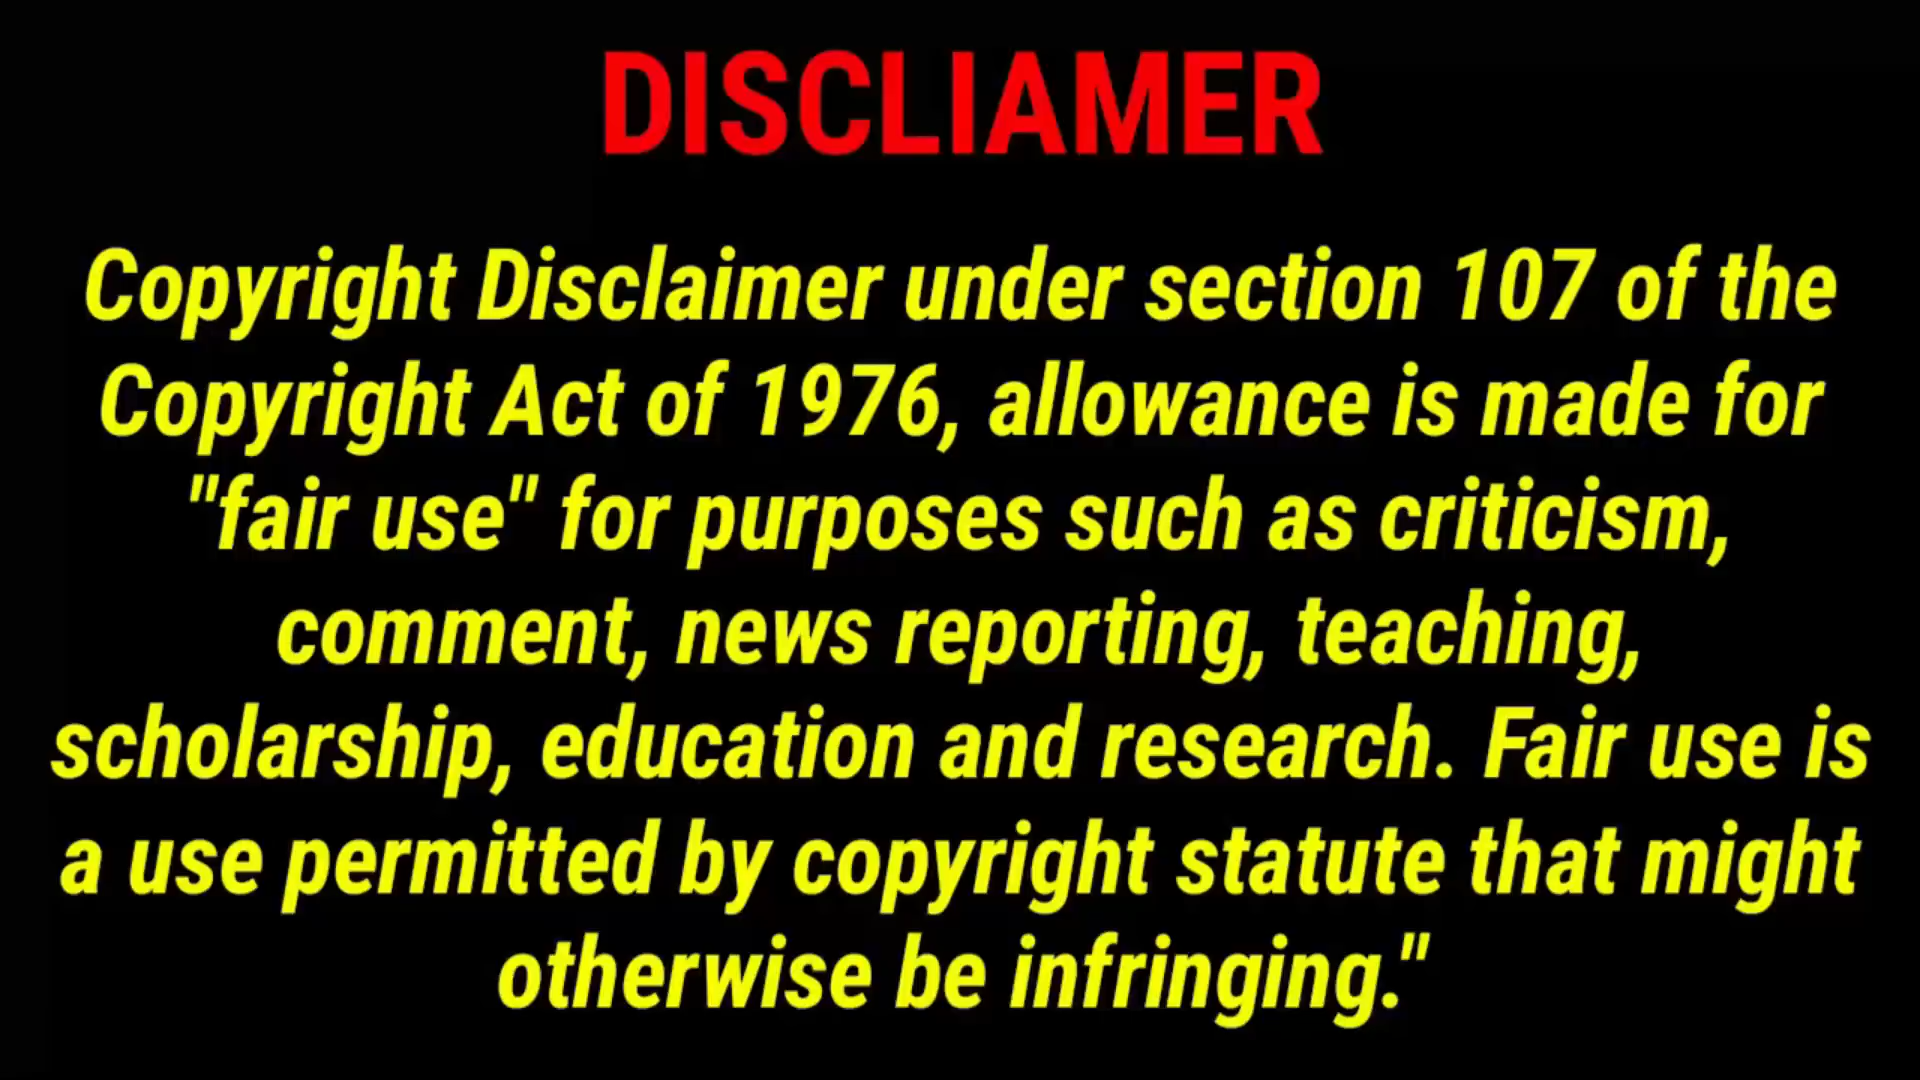 DISCLIAMER
Copyright Disclaimer under section 107 of the
Copyright Act of 1976, allowance is made for
"fair use" for purposes such as criticism,
comment, news reporting, teaching,
scholarship, education and research. Fair use is
a use permitted by copyright statute that might
otherwise be infringing."